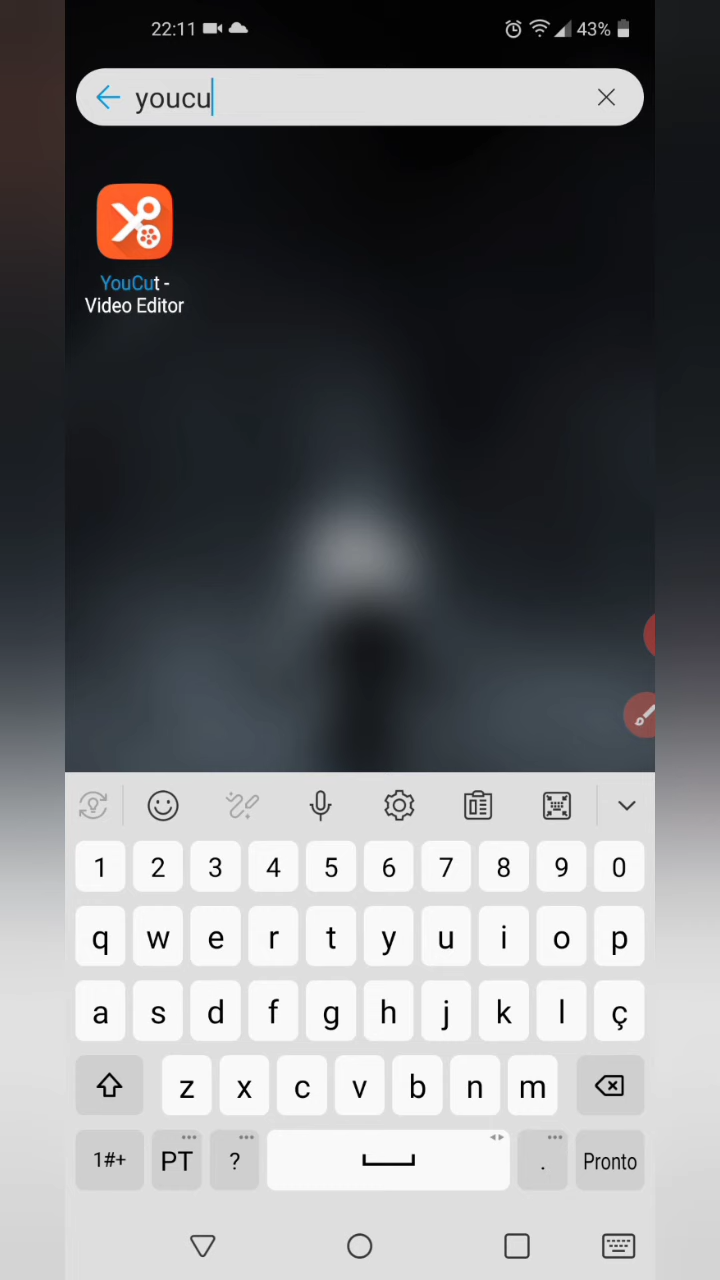 22:11
43%
youcu
YouCut -
Video Editor
1 2 3 4 5 6 7 8 9 0
q w e r t y u i o p
a s d f g h j k l ç
z x c v b n m
1#+ PT ? . Pronto